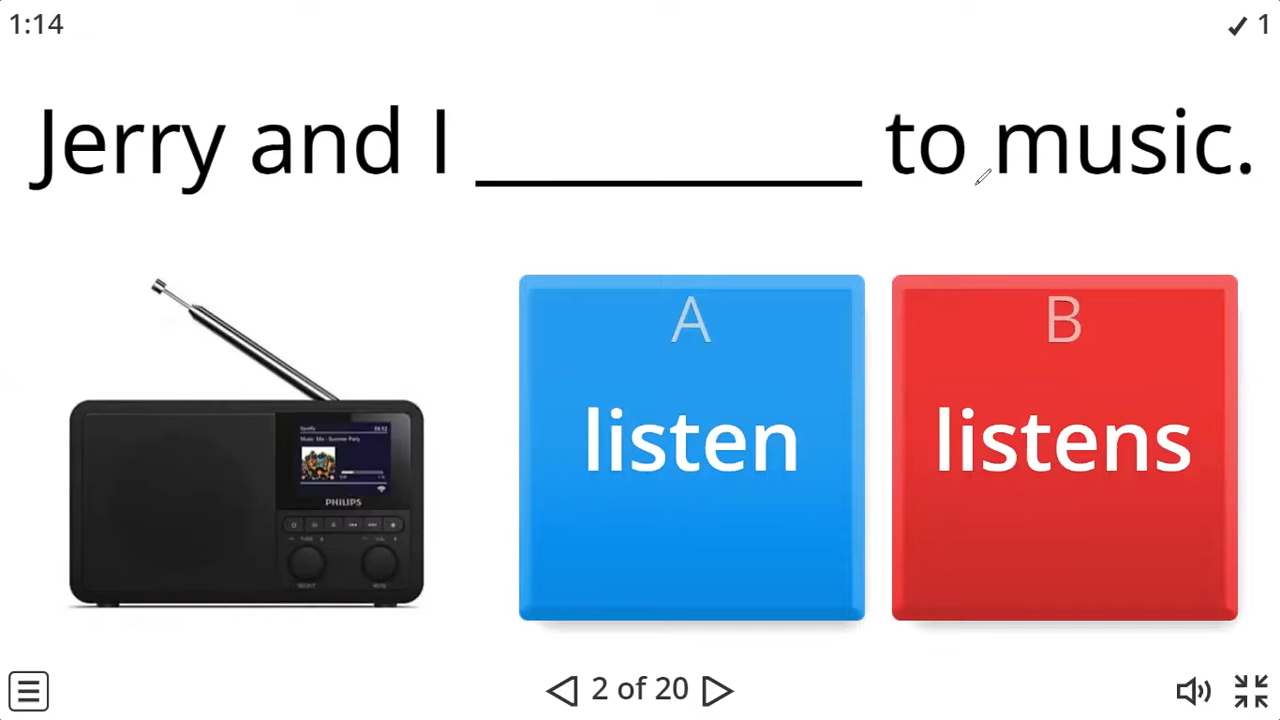 1:14
1
Jerry and I __________ to music.
A
B
listen
listens
PHILIPS
2 of 20